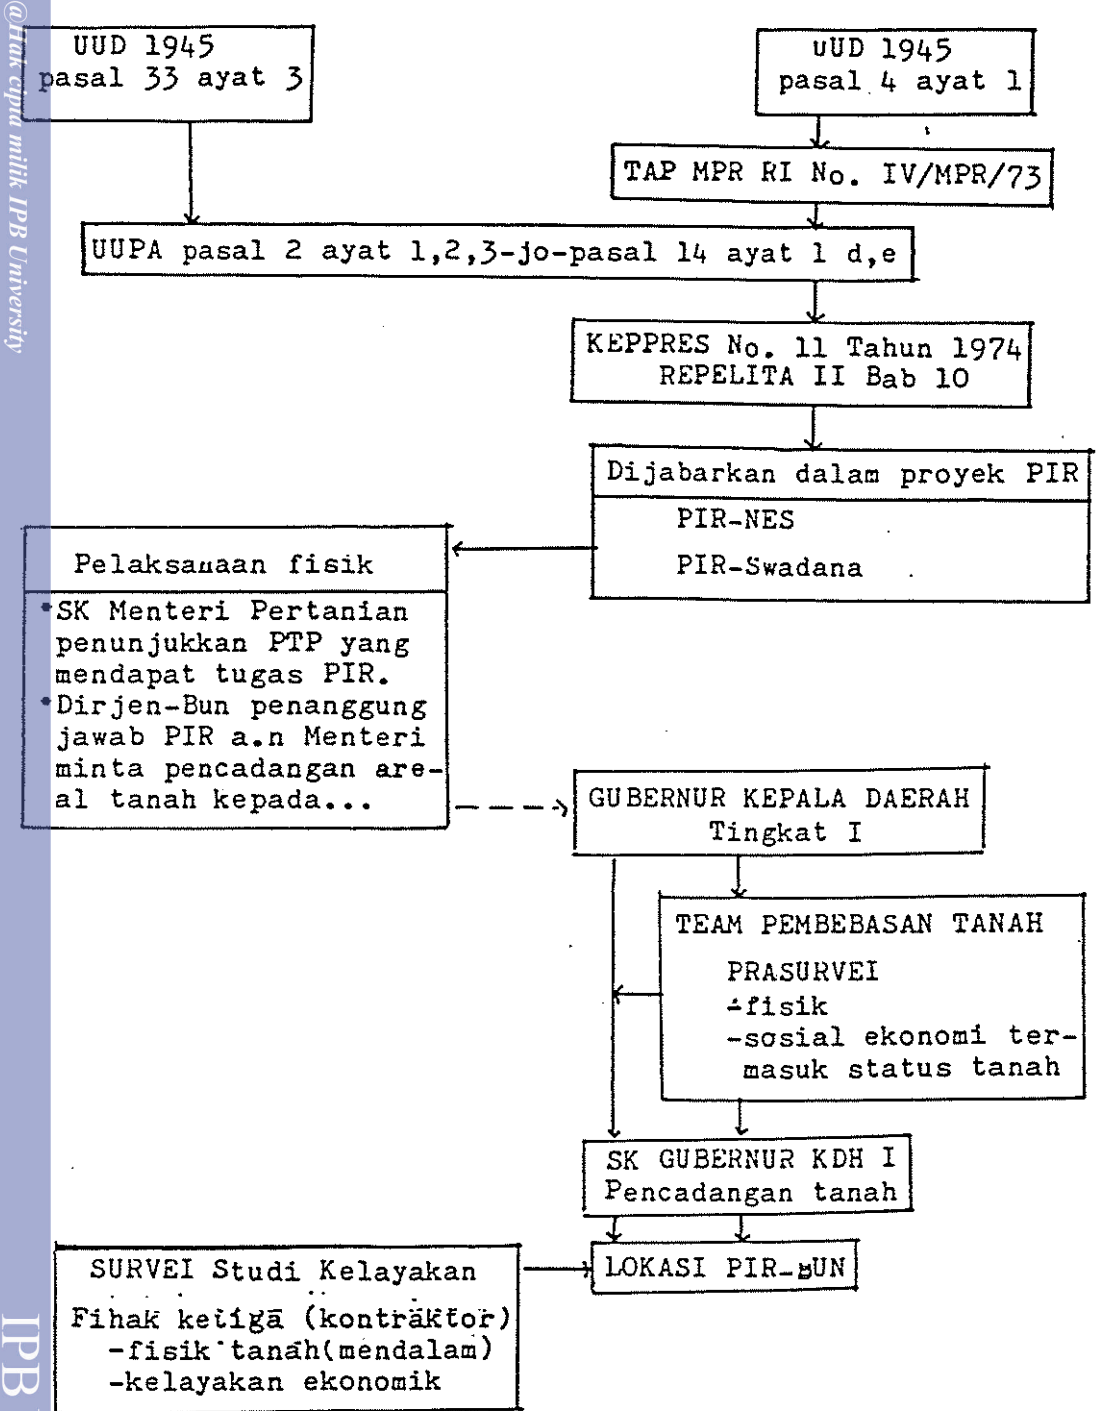 @Hak cipta milik IPB University
UUD 1945
pasal 33 ayat 3
uUD 1945
pasal 4 ayat 1
TAP MPR RI No. IV/MPR/73
UUPA pasal 2 ayat 1,2,3-jo-pasal 14 ayat 1 d,e
KEPPRES No. 11 Tahun 1974
REPELITA II Bab 10
Dijabarkan dalam proyek PIR
PIR-NES
PIR-Swadana
Pelaksanaan fisik
•SK Menteri Pertanian
penunjukkan PTP yang
mendapat tugas PIR.
•Dirjen-Bun penanggung
jawab PIR a.n Menteri
minta pencadangan are-
al tanah kepada...
GUBERNUR KEPALA DAERAH
Tingkat I
TEAM PEMBEBASAN TANAH
PRASURVEI
-fisik
-sosial ekonomi ter-
masuk status tanah
SK GUBERNUR KDH I
Pencadangan tanah
LOKASI PIR-BUN
SURVEI Studi Kelayakan
Fihak ketiga (kontraktor)
-fisik tanah(mendalam)
-kelayakan ekonomik
IPB